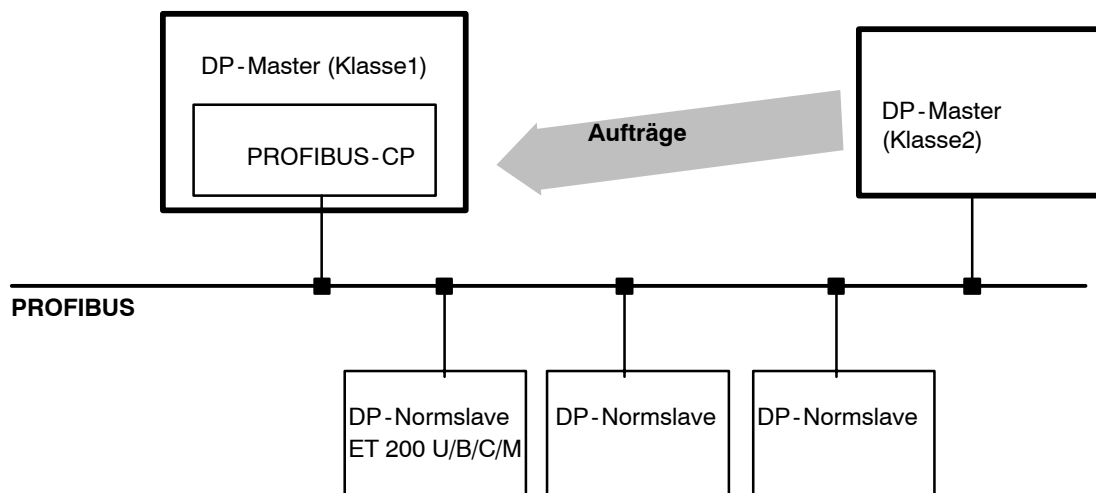 DP-Master (Klasse1)
PROFIBUS-CP
Aufträge
DP-Master
(Klasse2)
PROFIBUS
DP-Normslave
ET 200 U/B/C/M
DP-Normslave
DP-Normslave